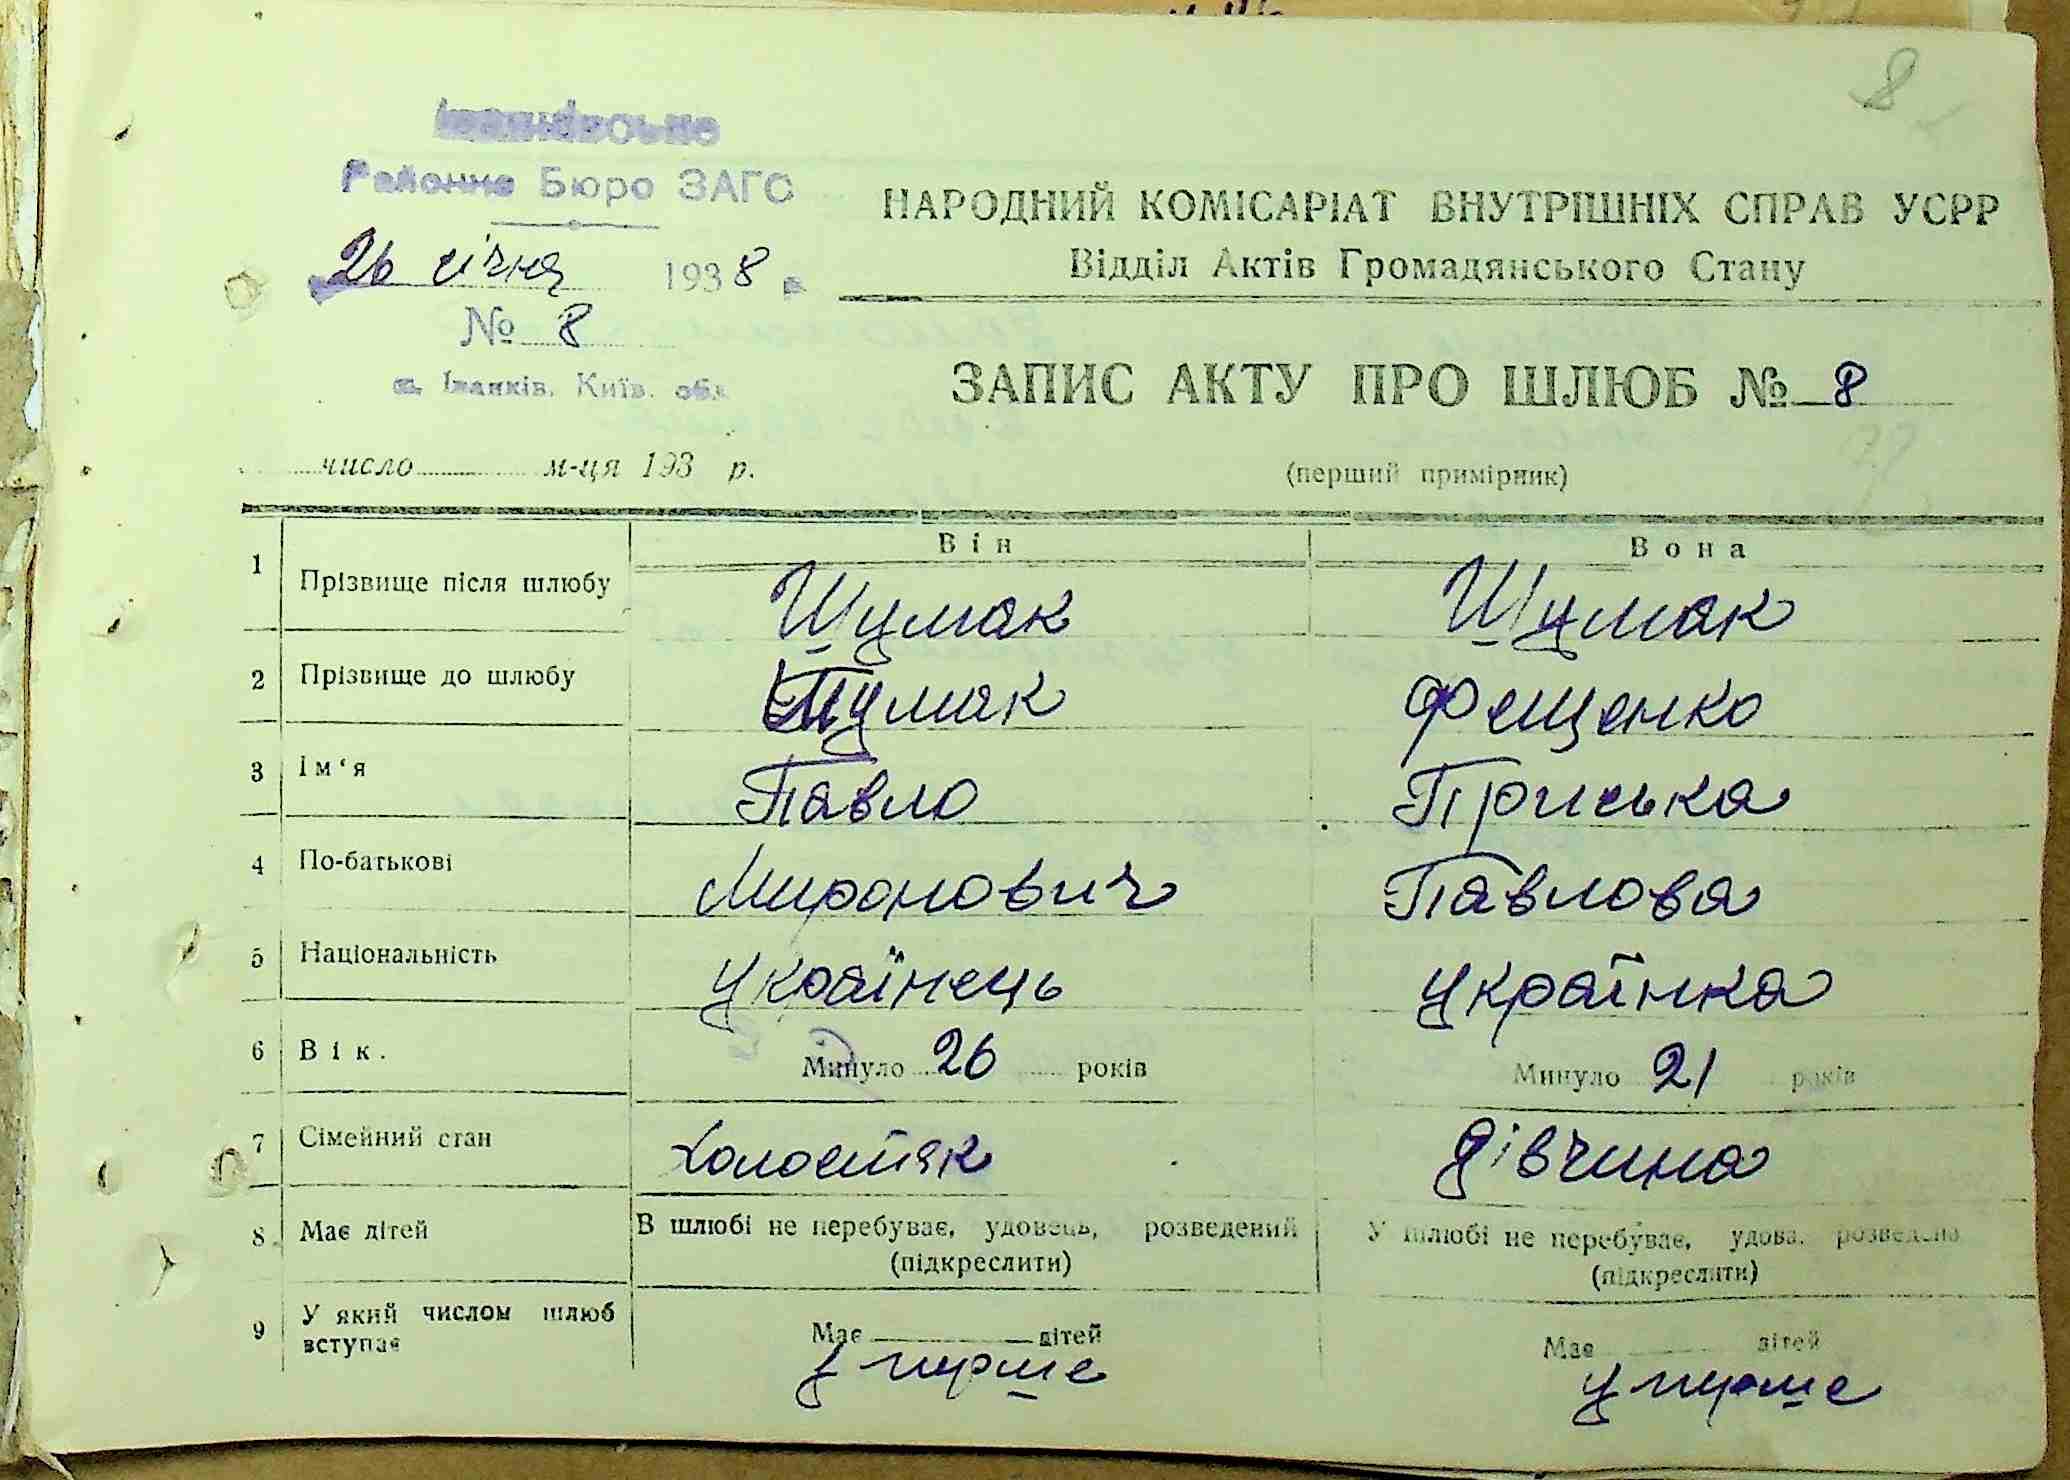 8
Іванківське
Районне Бюро ЗАГС
26 січня 1938 р.
№ 8
с. Іванків, Київ. обл.
НАРОДНИЙ КОМІСАРІАТ ВНУТРІШНІХ СПРАВ УСРР
Відділ Актів Громадянського Стану
ЗАПИС АКТУ ПРО ШЛЮБ № 8
число м-ця 193 р.
(перший примірник)
Він Вона
1 Прізвище після шлюбу Шумак Шумак
2 Прізвище до шлюбу Шумак Фещенко
3 Ім‘я Павло Приська
4 По-батькові Миронович Павлова
5 Національність українець українка
6 Вік. Минуло 26 років Минуло 21 років
7 Сімейний стан холостяк дівчина
8 Має дітей В шлюбі не перебуває, удовець, розведений У шлюбі не перебуває, удова, розведена
(підкреслити) (підкреслити)
9 У який числом шлюб
вступає Має дітей Має дітей
у перше у перше